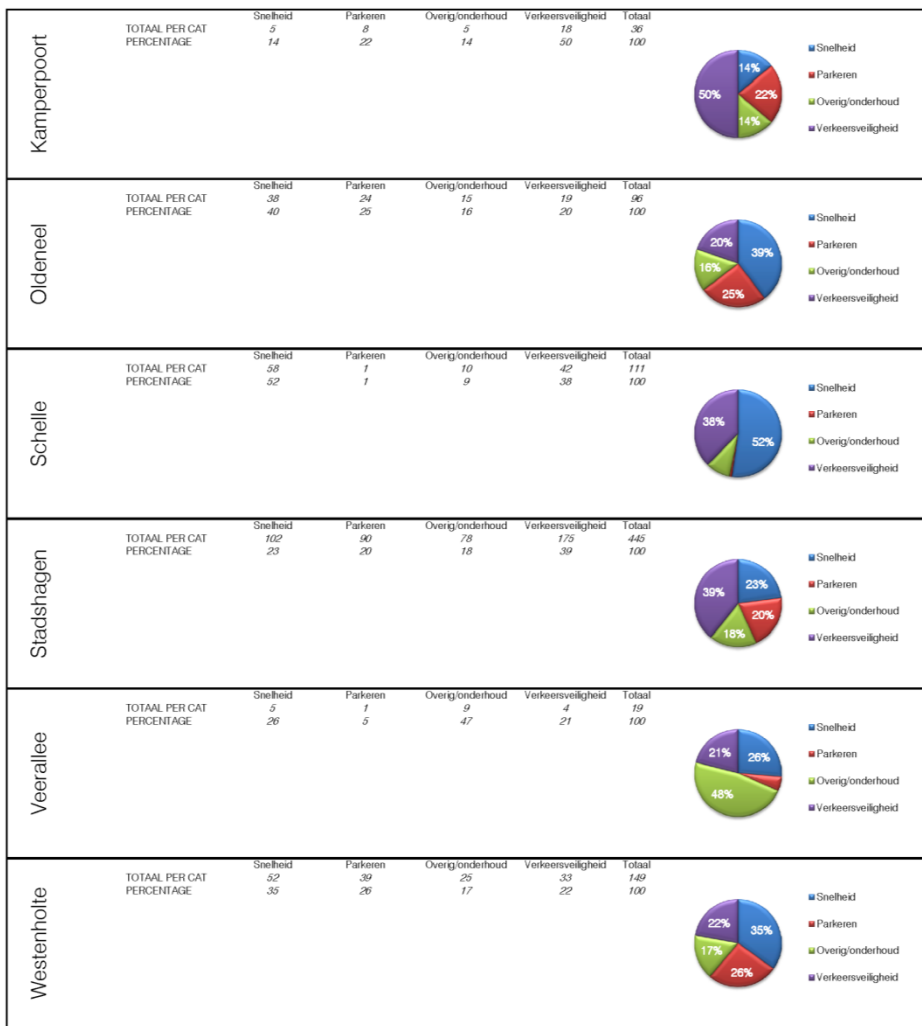 Kamperpoort
Snelheid Parkeren Overig/onderhoud Verkeersveiligheid Totaal
TOTAAL PER CAT 5 8 5 18 36
PERCENTAGE 14 22 14 50 100
14%
22%
14%
50%
Snelheid
Parkeren
Overig/onderhoud
Verkeersveiligheid
Oldeneel
Snelheid Parkeren Overig/onderhoud Verkeersveiligheid Totaal
TOTAAL PER CAT 38 24 15 19 96
PERCENTAGE 40 25 16 20 100
39%
25%
16%
20%
Snelheid
Parkeren
Overig/onderhoud
Verkeersveiligheid
Schelle
Snelheid Parkeren Overig/onderhoud Verkeersveiligheid Totaal
TOTAAL PER CAT 58 1 10 42 111
PERCENTAGE 52 1 9 38 100
52%
38%
Snelheid
Parkeren
Overig/onderhoud
Verkeersveiligheid
Stadshagen
Snelheid Parkeren Overig/onderhoud Verkeersveiligheid Totaal
TOTAAL PER CAT 102 90 78 175 445
PERCENTAGE 23 20 18 39 100
23%
20%
18%
39%
Snelheid
Parkeren
Overig/onderhoud
Verkeersveiligheid
Veerallee
Snelheid Parkeren Overig/onderhoud Verkeersveiligheid Totaal
TOTAAL PER CAT 5 1 9 4 19
PERCENTAGE 26 5 47 21 100
26%
48%
21%
Snelheid
Parkeren
Overig/onderhoud
Verkeersveiligheid
Westenholte
Snelheid Parkeren Overig/onderhoud Verkeersveiligheid Totaal
TOTAAL PER CAT 52 39 25 33 149
PERCENTAGE 35 26 17 22 100
35%
26%
17%
22%
Snelheid
Parkeren
Overig/onderhoud
Verkeersveiligheid